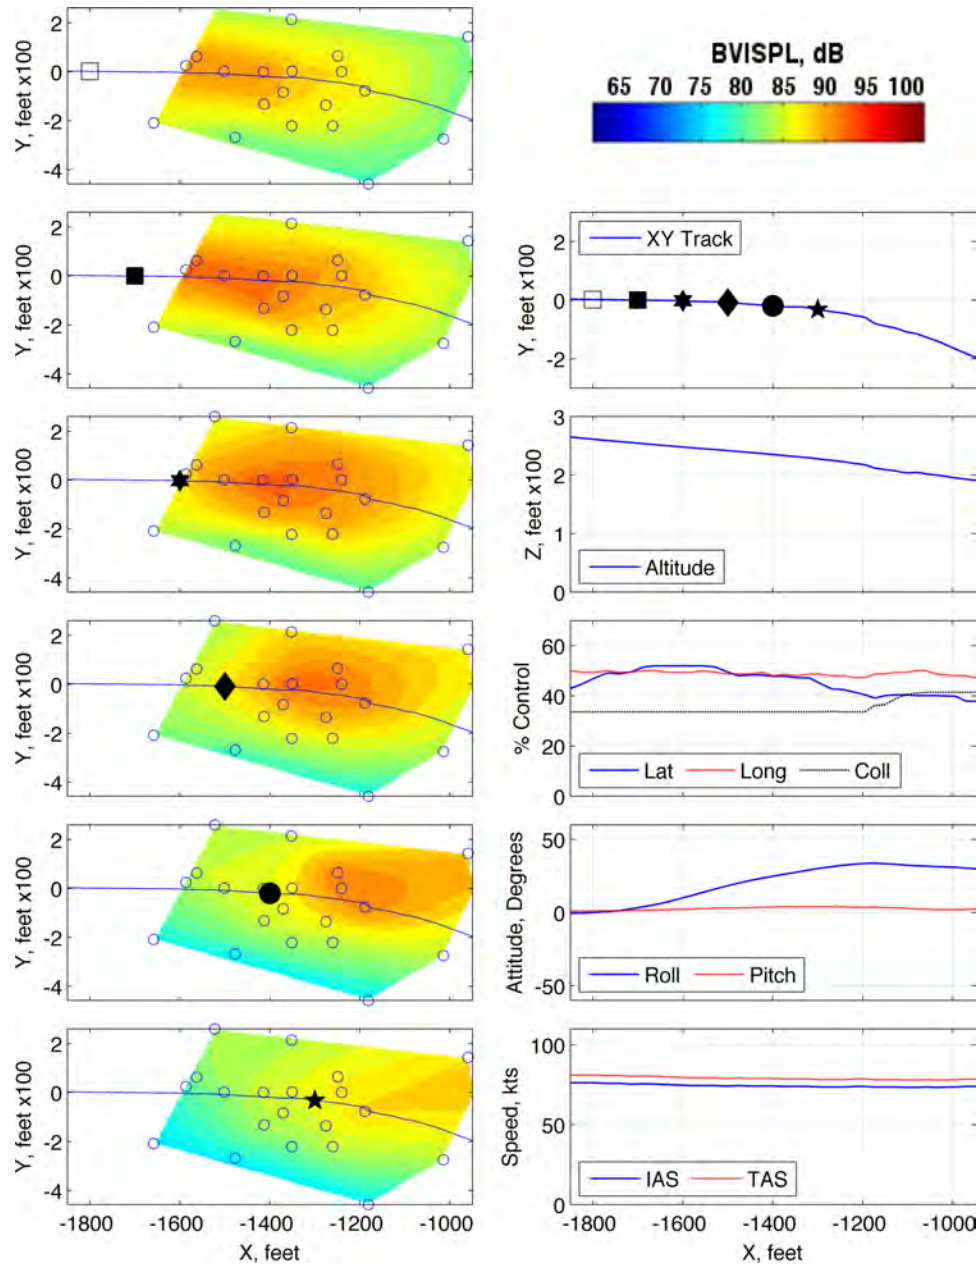 BVISPL, dB
65 70 75 80 85 90 95 100
Y, feet x100
2
0
-2
-4
Y, feet x100
2
0
-2
-4
XY Track
Y, feet x100
2
0
-2
Y, feet x100
2
0
-2
-4
Z, feet x100
3
2
1
0
Altitude
Y, feet x100
2
0
-2
-4
% Control
60
40
20
0
Lat Long Coll
Y, feet x100
2
0
-2
-4
Attitude, Degrees
50
0
-50
Roll Pitch
Y, feet x100
2
0
-2
-4
-1800 -1600 -1400 -1200 -1000
X, feet
Speed, kts
100
50
0
IAS TAS
-1800 -1600 -1400 -1200 -1000
X, feet